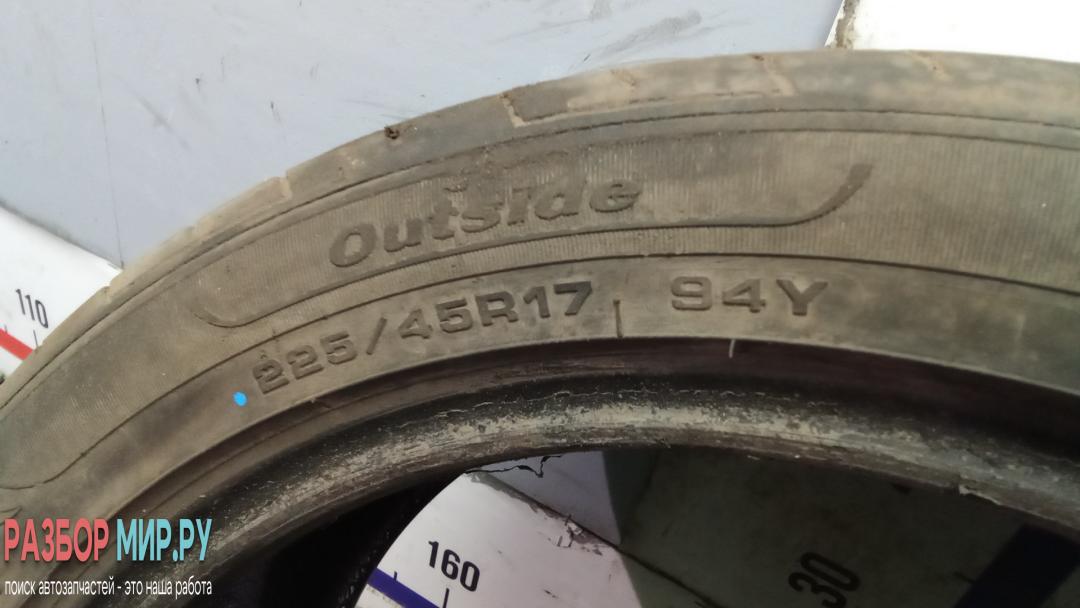 Outside
225/45R17 94Y
110
160
30
РАЗБОР МИР.РУ
поиск автозапчастей - это наша работа